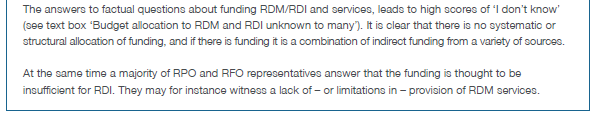 The answers to factual questions about funding RDM/RDI and services, leads to high scores of ‘I don’t know’
(see text box ‘Budget allocation to RDM and RDI unknown to many’). It is clear that there is no systematic or
structural allocation of funding, and if there is funding it is a combination of indirect funding from a variety of sources.
At the same time a majority of RPO and RFO representatives answer that the funding is thought to be
insufficient for RDI. They may for instance witness a lack of – or limitations in – provision of RDM services.